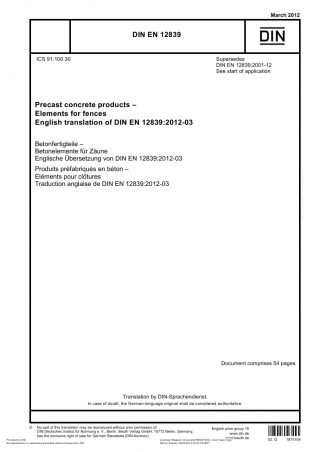 March 2012
DIN EN 12839
DIN
ICS 91.100.30
Supersedes
DIN EN 12839:2001-12
See start of application
Precast concrete products –
Elements for fences
English translation of DIN EN 12839:2012-03
Betonfertigteile –
Betonelemente für Zäune
Englische Übersetzung von DIN EN 12839:2012-03
Produits préfabriqués en béton –
Eléments pour clôtures
Traduction anglaise de DIN EN 12839:2012-03
Document comprises 54 pages
Translation by DIN-Sprachendienst.
In case of doubt, the German-language original shall be considered authoritative.
© No part of this translation may be reproduced without prior permission of
DIN Deutsches Institut für Normung e. V., Berlin. Beuth Verlag GmbH, 10772 Berlin, Germany,
has the exclusive right of sale for German Standards (DIN-Normen).
English price group 18
www.din.de
www.beuth.de
02.12